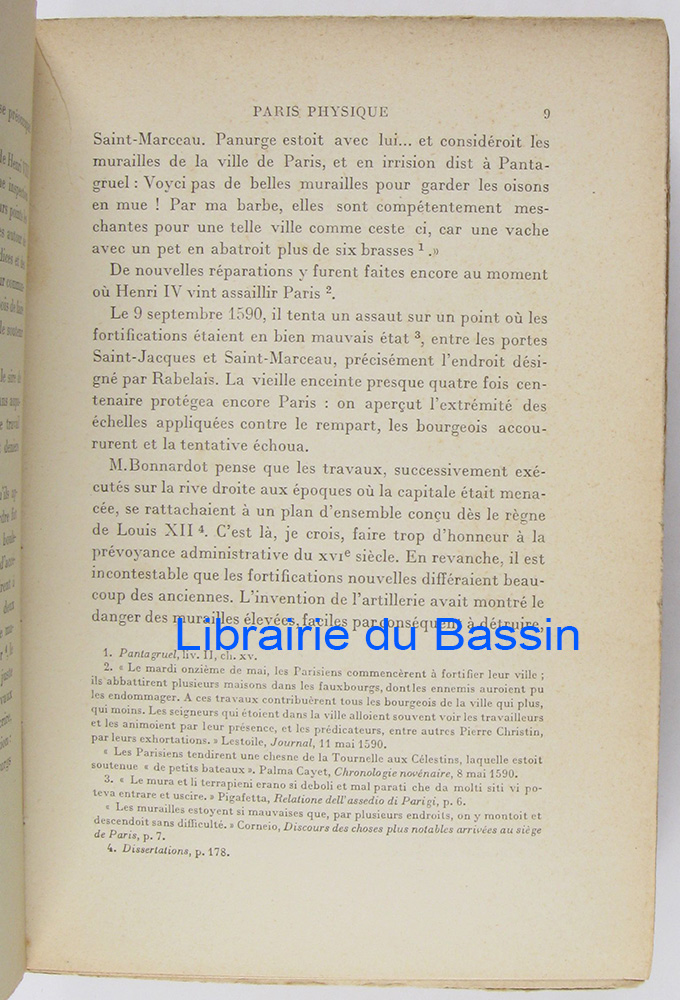 PARIS PHYSIQUE 9
Saint-Marceau. Panurge estoit avec lui... et considéroit les
murailles de la ville de Paris, et en irrision dist à Panta-
gruel : Voyci pas de belles murailles pour garder les oisons
en mue ! Par ma barbe, elles sont compétentement mes-
chantes pour une telle ville comme ceste ci, car une vache
avec un pet en abatroit plus de six brasses ¹.»
De nouvelles réparations y furent faites encore au moment
où Henri IV vint assaillir Paris ².
Le 9 septembre 1590, il tenta un assaut sur un point où les
fortifications étaient en bien mauvais état ³, entre les portes
Saint-Jacques et Saint-Marceau, précisément l'endroit dési-
gné par Rabelais. La vieille enceinte presque quatre fois cen-
tenaire protégea encore Paris : on aperçut l'extrémité des
échelles appliquées contre le rempart, les bourgeois accou-
rurent et la tentative échoua.
M. Bonnardot pense que les travaux, successivement exé-
cutés sur la rive droite aux époques où la capitale était mena-
cée, se rattachaient à un plan d'ensemble conçu dès le règne
de Louis XII ⁴. C'est là, je crois, faire trop d'honneur à la
prévoyance administrative du XVIe siècle. En revanche, il est
incontestable que les fortifications nouvelles différaient beau-
coup des anciennes. L'invention de l'artillerie avait montré le
danger des murailles élevées, faciles par conséquent à détruire,
Librairie du Bassin
1. Pantagruel, liv. II, ch. xv.
2. « Le mardi onzième de mai, les Parisiens commencèrent à fortifier leur ville ;
ils abbattirent plusieurs maisons dans les fauxbourgs, dont les ennemis auroient pu
les endommager. A ces travaux contribuèrent tous les bourgeois de la ville qui plus,
qui moins. Les seigneurs qui étoient dans la ville alloient souvent voir les travailleurs
et les animoient par leur présence, et les prédicateurs, entre autres Pierre Christin,
par leurs exhortations. » Lestoile, Journal, 11 mai 1590.
« Les Parisiens tendirent une chesne de la Tournelle aux Célestins, laquelle estoit
soutenue « de petits bateaux ». Palma Cayet, Chronologie novénaire, 8 mai 1590.
3. « Le mura et li terrapieni erano si deboli et mal parati che da molti siti vi po-
teva entrare et uscire. » Pigafetta, Relatione dell'assedio di Parigi, p. 6.
« Les murailles estoyent si mauvaises que, par plusieurs endroits, on y montoit et
descendoit sans difficulté. » Corneio, Discours des choses plus notables arrivées au siège
de Paris, p. 7.
4. Dissertations, p. 178.